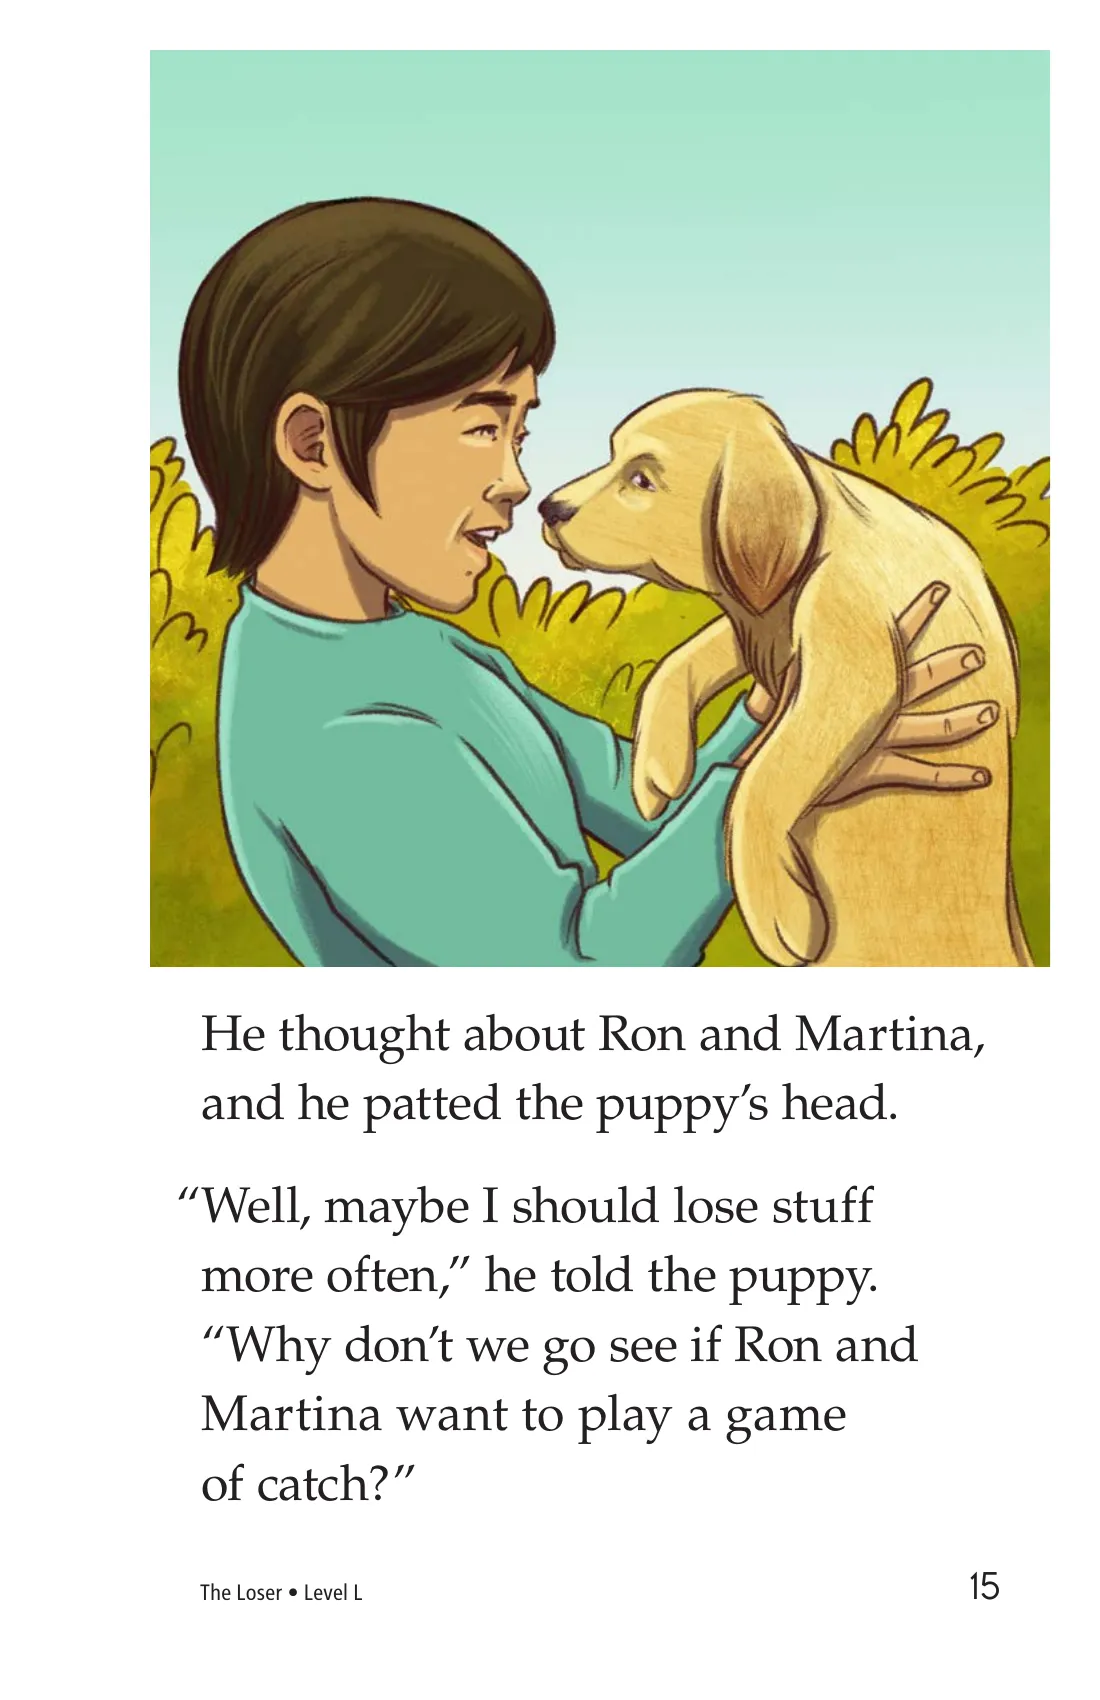 He thought about Ron and Martina,
and he patted the puppy’s head.
“Well, maybe I should lose stuff
more often,” he told the puppy.
“Why don’t we go see if Ron and
Martina want to play a game
of catch?”
The Loser • Level L
15